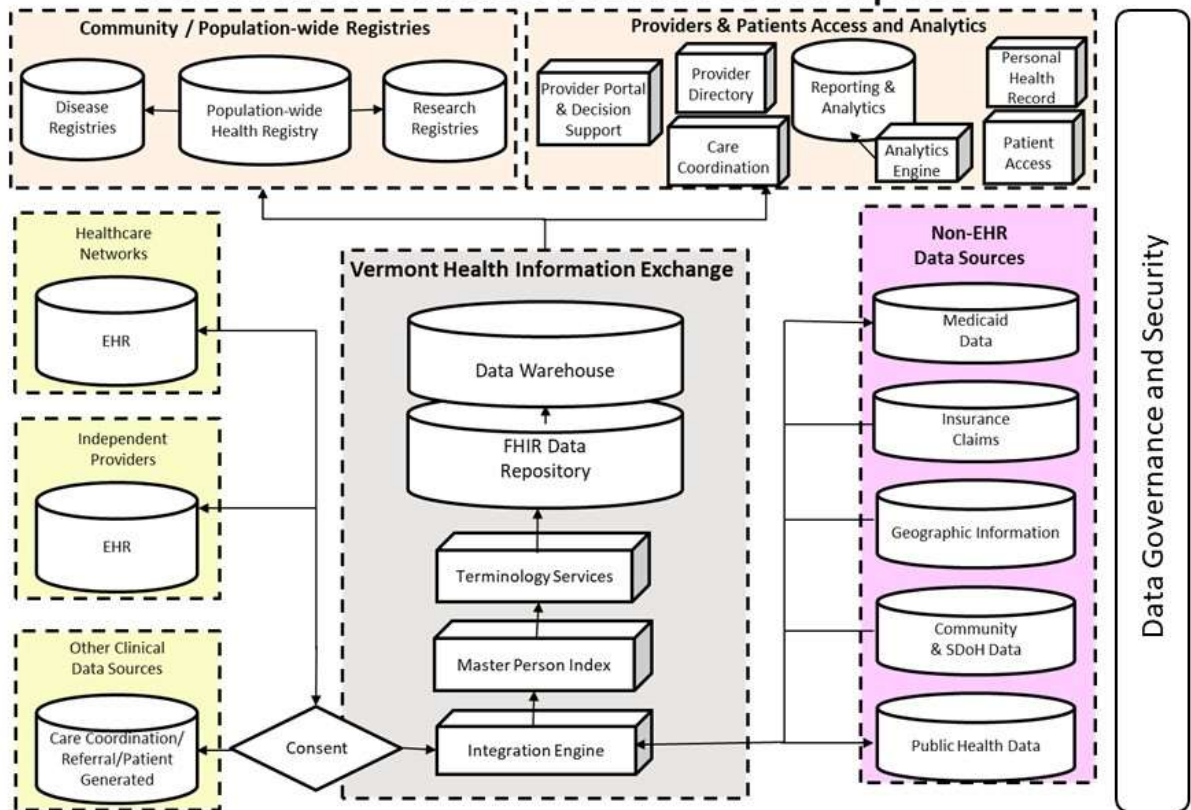 Community / Population-wide Registries
Disease
Registries
Population-wide
Health Registry
Research
Registries
Providers & Patients Access and Analytics
Provider Portal
& Decision
Support
Provider
Directory
Care
Coordination
Reporting &
Analytics
Analytics
Engine
Personal
Health
Record
Patient
Access
Healthcare
Networks
EHR
Independent
Providers
EHR
Other Clinical
Data Sources
Care Coordination/
Referral/Patient
Generated
Consent
Vermont Health Information Exchange
Data Warehouse
FHIR Data
Repository
Terminology Services
Master Person Index
Integration Engine
Non-EHR
Data Sources
Medicaid
Data
Insurance
Claims
Geographic Information
Community
& SDoH Data
Public Health Data
Data Governance and Security